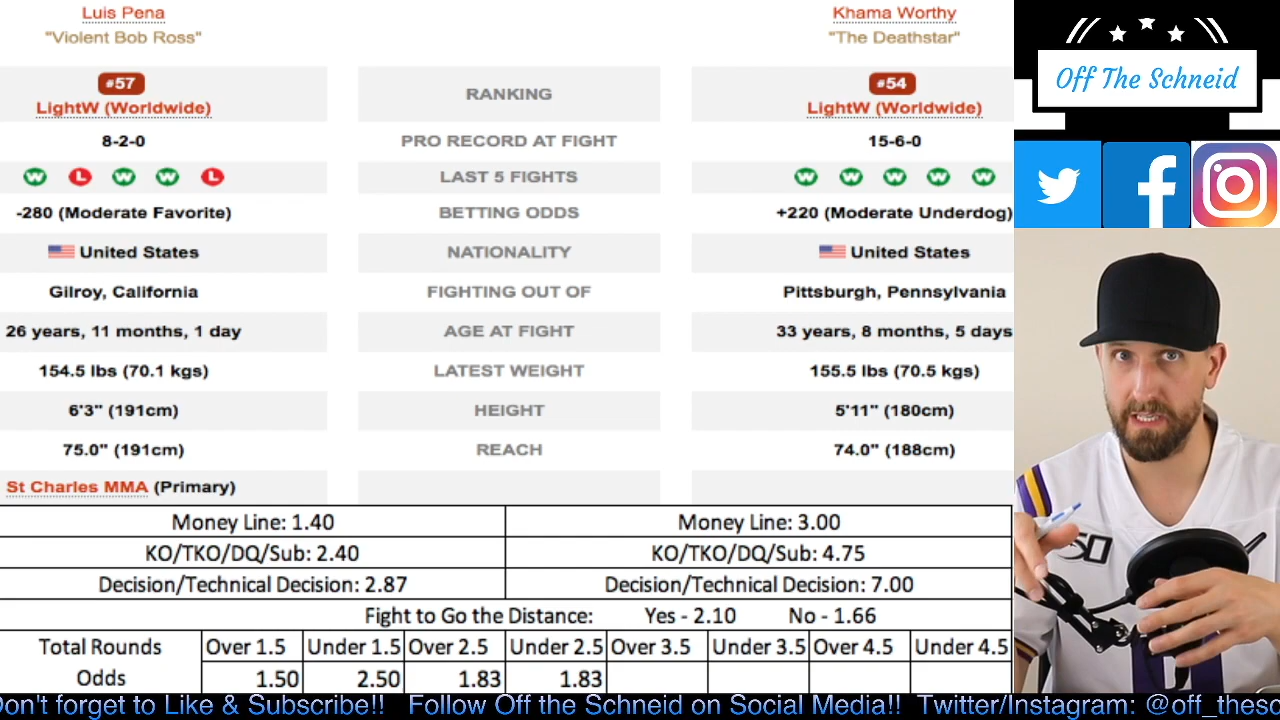 Luis Pena
"Violent Bob Ross"
Khama Worthy
"The Deathstar"
#57
LightW (Worldwide)
RANKING
#54
LightW (Worldwide)
8-2-0
PRO RECORD AT FIGHT
15-6-0
W L W W L
LAST 5 FIGHTS
W W W W W
-280 (Moderate Favorite)
BETTING ODDS
+220 (Moderate Underdog)
United States
NATIONALITY
United States
Gilroy, California
FIGHTING OUT OF
Pittsburgh, Pennsylvania
26 years, 11 months, 1 day
AGE AT FIGHT
33 years, 8 months, 5 days
154.5 lbs (70.1 kgs)
LATEST WEIGHT
155.5 lbs (70.5 kgs)
6'3" (191cm)
HEIGHT
5'11" (180cm)
75.0" (191cm)
REACH
74.0" (188cm)
St Charles MMA (Primary)
Money Line: 1.40
Money Line: 3.00
KO/TKO/DQ/Sub: 2.40
KO/TKO/DQ/Sub: 4.75
Decision/Technical Decision: 2.87
Decision/Technical Decision: 7.00
Fight to Go the Distance: Yes - 2.10 No - 1.66
Total Rounds Over 1.5 Under 1.5 Over 2.5 Under 2.5 Over 3.5 Under 3.5 Over 4.5 Under 4.5
Odds 1.50 2.50 1.83 1.83
Off The Schneid
50
Don't forget to Like & Subscribe!! Follow Off the Schneid on Social Media!! Twitter/Instagram: @off_thesc